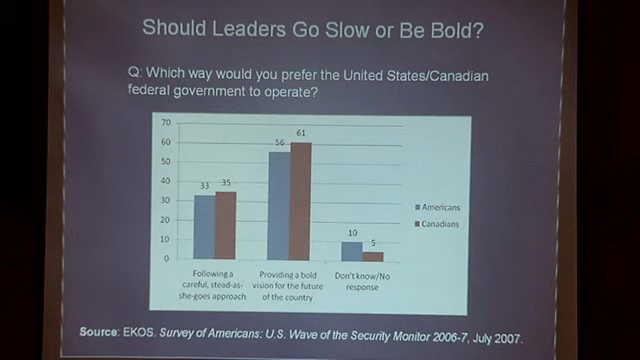 Should Leaders Go Slow or Be Bold?
Q: Which way would you prefer the United States/Canadian
federal government to operate?
70
60
50
40
30
20
10
0
33
35
56
61
10
5
Americans
Canadians
Following a
careful, stead-as-
she-goes approach
Providing a bold
vision for the future
of the country
Don't know/No
response
Source: EKOS. Survey of Americans: U.S. Wave of the Security Monitor 2006-7, July 2007.